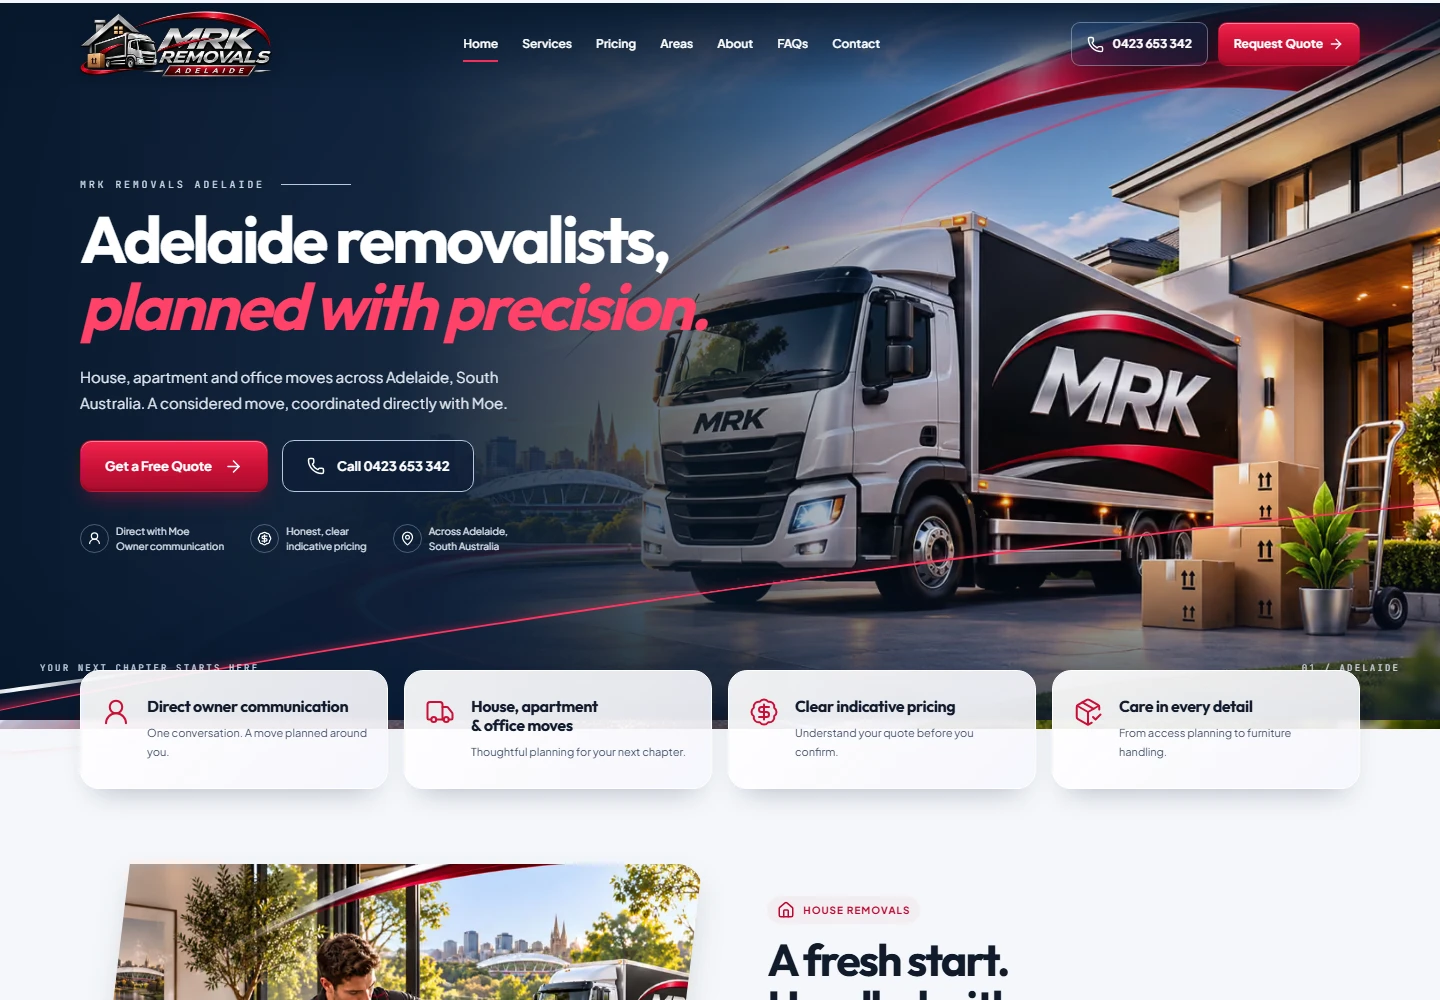 MRK
REMOVALS
ADELAIDE
Home
Services
Pricing
Areas
About
FAQs
Contact
0423 653 342
Request Quote
MRK REMOVALS ADELAIDE
Adelaide removalists,
planned with precision.
House, apartment and office moves across Adelaide, South
Australia. A considered move, coordinated directly with Moe.
Get a Free Quote
Call 0423 653 342
Direct with Moe
Owner communication
Honest, clear
indicative pricing
Across Adelaide,
South Australia
MRK
MRK
YOUR NEXT CHAPTER STARTS HERE
01 / ADELAIDE
Direct owner communication
One conversation. A move planned around
you.
House, apartment
& office moves
Thoughtful planning for your next chapter.
Clear indicative pricing
Understand your quote before you
confirm.
Care in every detail
From access planning to furniture
handling.
HOUSE REMOVALS
A fresh start.